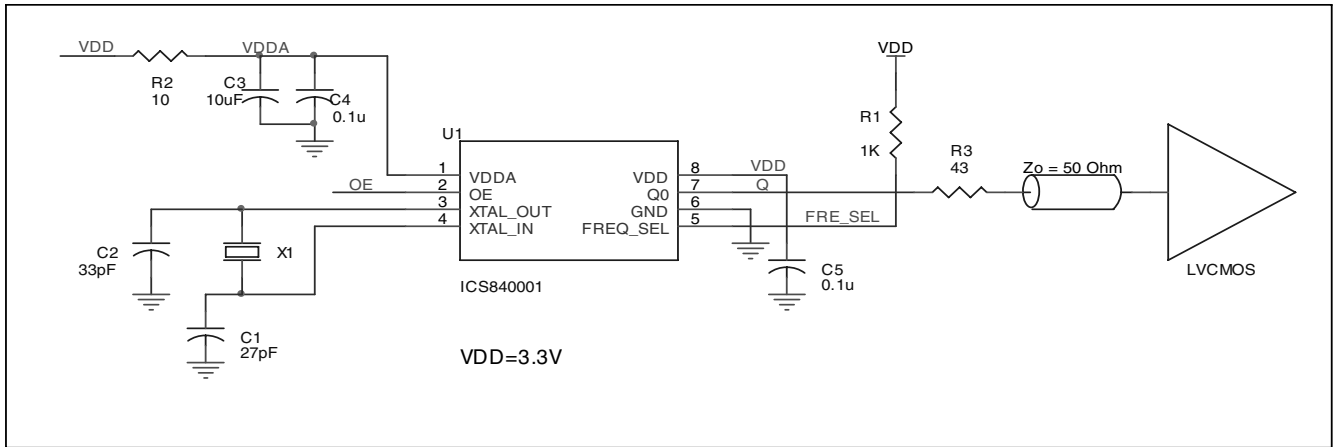 VDD
VDDA
VDD
R2
10
C3
10uF
C4
0.1u
R1
1K
U1
R3
43
Zo = 50 Ohm
1
2
3
4
VDDA
OE
XTAL_OUT
XTAL_IN
VDD
Q0
GND
FREQ_SEL
8
7
6
5
OE
VDD
Q
FRE_SEL
C2
33pF
X1
C5
0.1u
LVCMOS
ICS840001
C1
27pF
VDD=3.3V